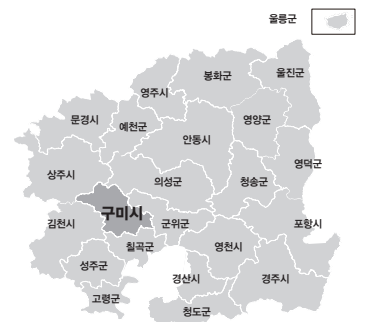 울릉군
봉화군
울진군
영주시
문경시
예천군
영양군
안동시
영덕군
상주시
의성군
청송군
구미시
김천시
군위군
포항시
칠곡군
영천시
성주군
경산시
경주시
고령군
청도군